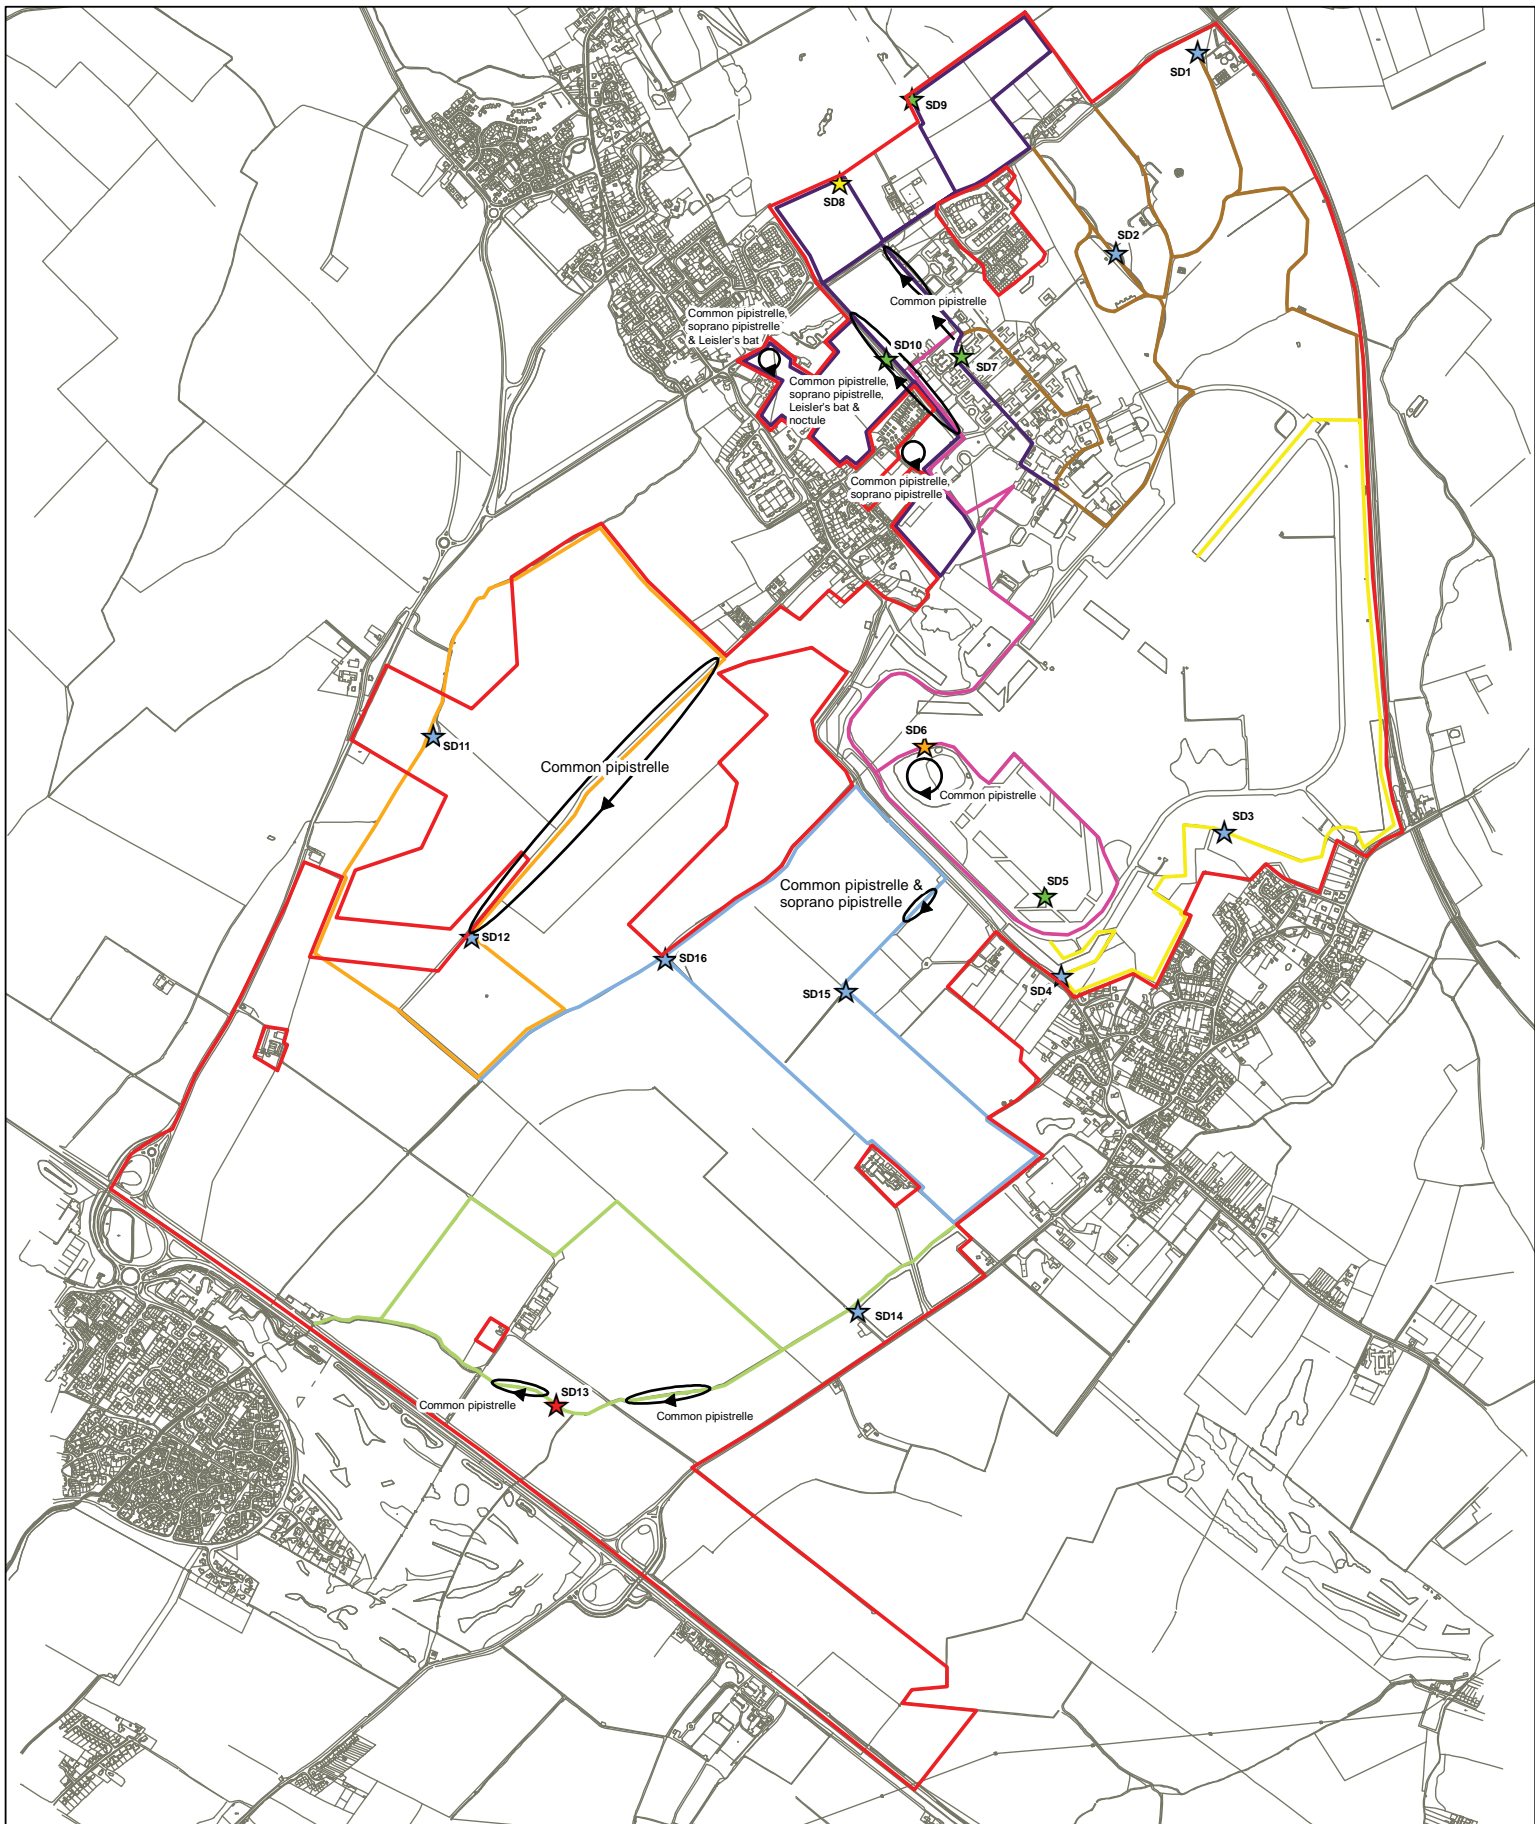 SD1
SD9
SD8
SD2
Common pipistrelle
Common pipistrelle,
soprano pipistrelle
& Leisler's bat
SD10
SD7
Common pipistrelle,
soprano pipistrelle,
Leisler's bat &
noctule
Common pipistrelle,
soprano pipistrelle
SD6
SD11
Common pipistrelle
Common pipistrelle
SD3
SD5
Common pipistrelle &
soprano pipistrelle
SD12
SD16
SD15
SD4
SD14
SD13
Common pipistrelle
Common pipistrelle